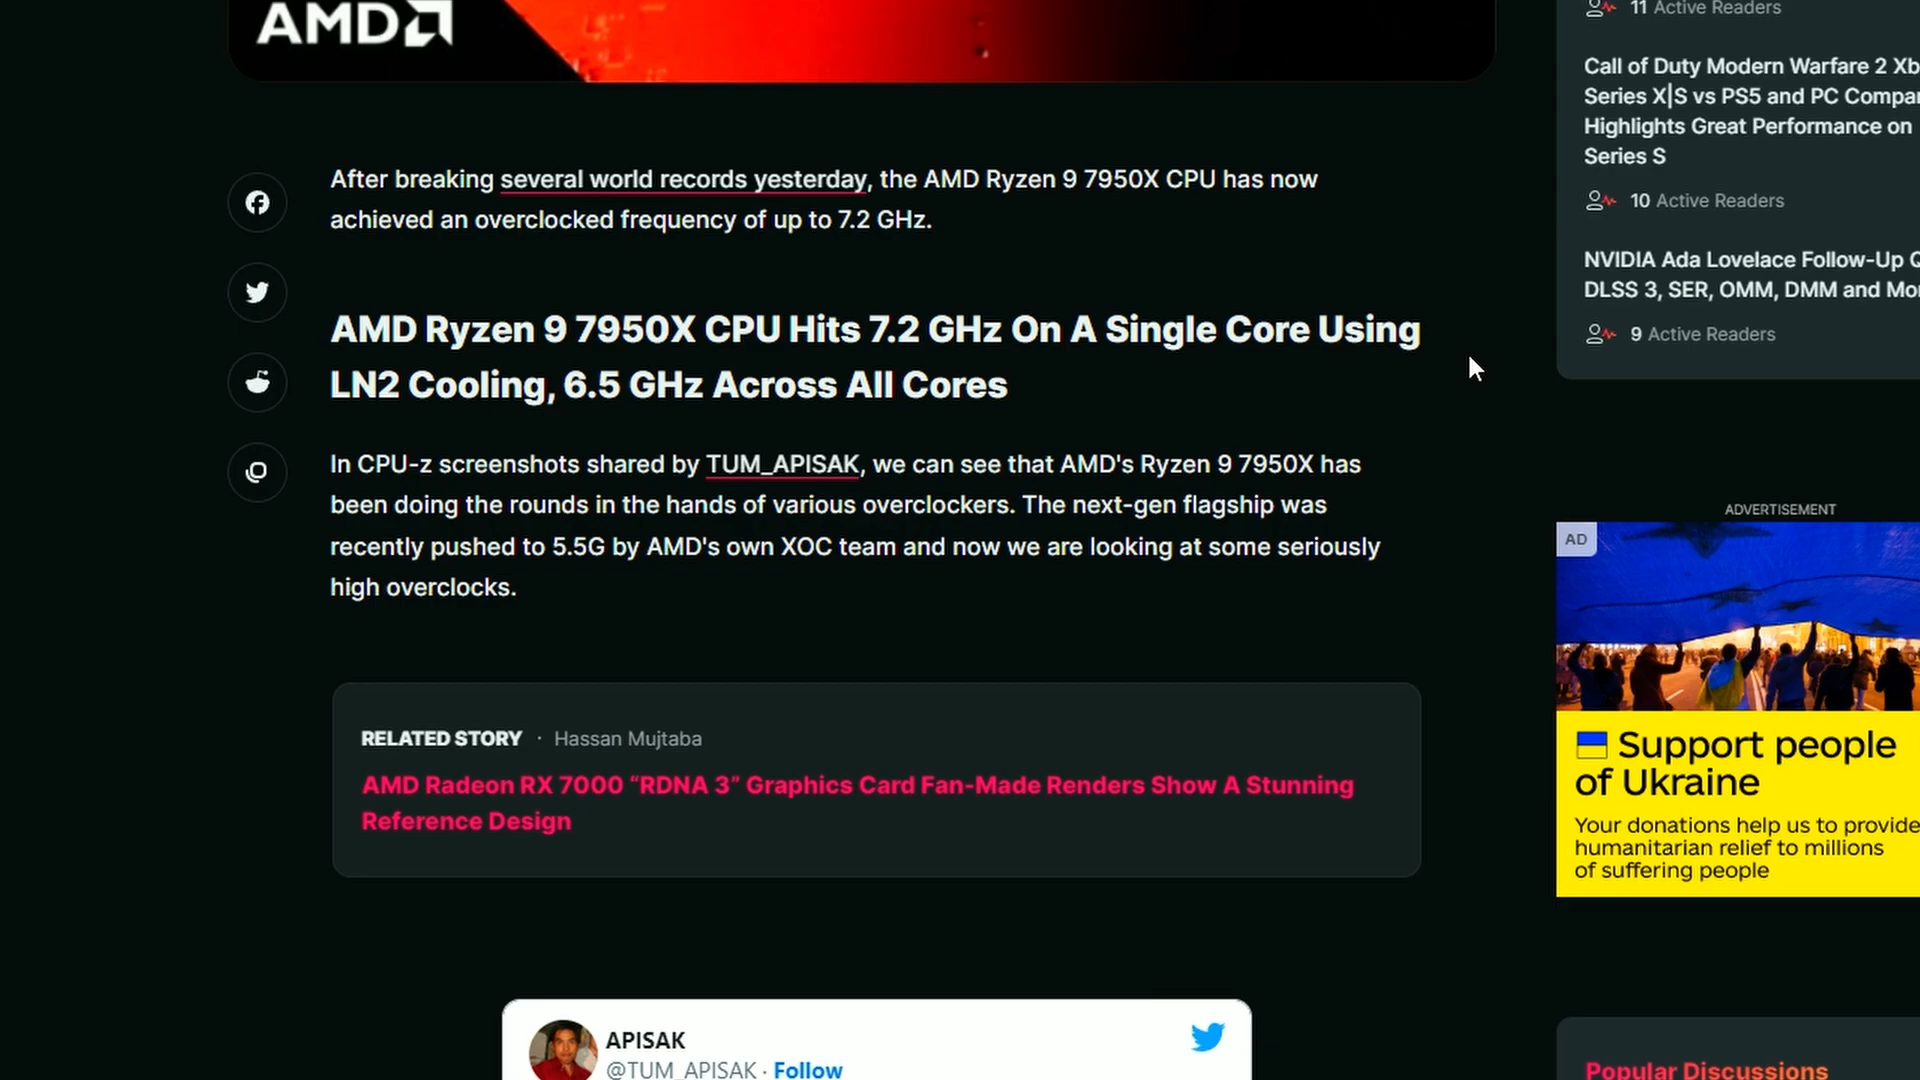 AMD
After breaking several world records yesterday, the AMD Ryzen 9 7950X CPU has now
achieved an overclocked frequency of up to 7.2 GHz.
AMD Ryzen 9 7950X CPU Hits 7.2 GHz On A Single Core Using
LN2 Cooling, 6.5 GHz Across All Cores
In CPU-z screenshots shared by TUM_APISAK, we can see that AMD's Ryzen 9 7950X has
been doing the rounds in the hands of various overclockers. The next-gen flagship was
recently pushed to 5.5G by AMD's own XOC team and now we are looking at some seriously
high overclocks.
RELATED STORY · Hassan Mujtaba
AMD Radeon RX 7000 “RDNA 3” Graphics Card Fan-Made Renders Show A Stunning
Reference Design
APISAK
@TUM_APISAK · Follow
11 Active Readers
Call of Duty Modern Warfare 2 Xb
Series X|S vs PS5 and PC Compar
Highlights Great Performance on
Series S
10 Active Readers
NVIDIA Ada Lovelace Follow-Up Q
DLSS 3, SER, OMM, DMM and Mor
9 Active Readers
ADVERTISEMENT
AD
Support people
of Ukraine
Your donations help us to provide
humanitarian relief to millions
of suffering people
Popular Discussions